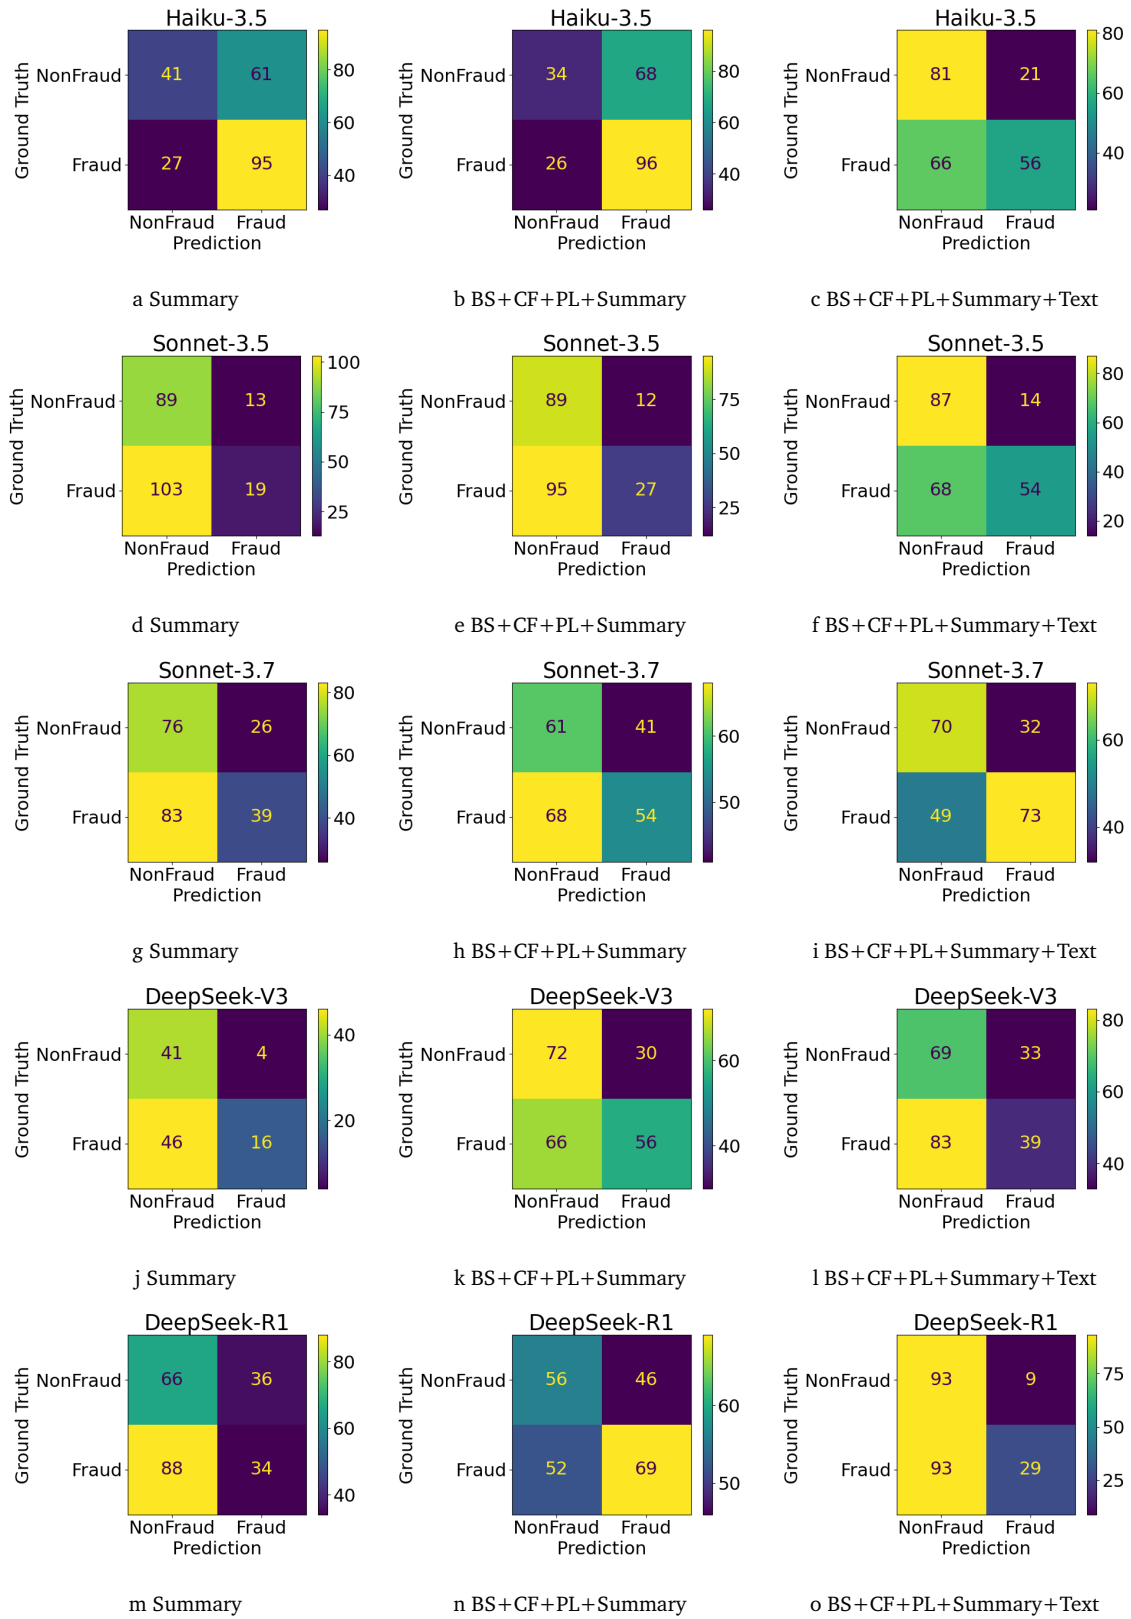 Haiku-3.5
Ground Truth
NonFraud
41
61
80
60
Fraud
27
95
40
NonFraud Fraud
Prediction
a Summary
Haiku-3.5
Ground Truth
NonFraud
34
68
80
60
Fraud
26
96
40
NonFraud Fraud
Prediction
b BS+CF+PL+Summary
Haiku-3.5
Ground Truth
NonFraud
81
21
80
60
Fraud
66
56
40
NonFraud Fraud
Prediction
c BS+CF+PL+Summary+Text
Sonnet-3.5
Ground Truth
NonFraud
89
13
100
75
50
Fraud
103
19
25
NonFraud Fraud
Prediction
d Summary
Sonnet-3.5
Ground Truth
NonFraud
89
12
75
50
Fraud
95
27
25
NonFraud Fraud
Prediction
e BS+CF+PL+Summary
Sonnet-3.5
Ground Truth
NonFraud
87
14
80
60
40
Fraud
68
54
20
NonFraud Fraud
Prediction
f BS+CF+PL+Summary+Text
Sonnet-3.7
Ground Truth
NonFraud
76
26
80
60
Fraud
83
39
40
NonFraud Fraud
Prediction
g Summary
Sonnet-3.7
Ground Truth
NonFraud
61
41
60
Fraud
68
54
50
NonFraud Fraud
Prediction
h BS+CF+PL+Summary
Sonnet-3.7
Ground Truth
NonFraud
70
32
60
Fraud
49
73
40
NonFraud Fraud
Prediction
i BS+CF+PL+Summary+Text
DeepSeek-V3
Ground Truth
NonFraud
41
4
40
Fraud
46
16
20
NonFraud Fraud
Prediction
j Summary
DeepSeek-V3
Ground Truth
NonFraud
72
30
60
Fraud
66
56
40
NonFraud Fraud
Prediction
k BS+CF+PL+Summary
DeepSeek-V3
Ground Truth
NonFraud
69
33
80
60
Fraud
83
39
40
NonFraud Fraud
Prediction
l BS+CF+PL+Summary+Text
DeepSeek-R1
Ground Truth
NonFraud
66
36
80
60
Fraud
88
34
40
NonFraud Fraud
Prediction
m Summary
DeepSeek-R1
Ground Truth
NonFraud
56
46
60
Fraud
52
69
50
NonFraud Fraud
Prediction
n BS+CF+PL+Summary
DeepSeek-R1
Ground Truth
NonFraud
93
9
75
50
Fraud
93
29
25
NonFraud Fraud
Prediction
o BS+CF+PL+Summary+Text